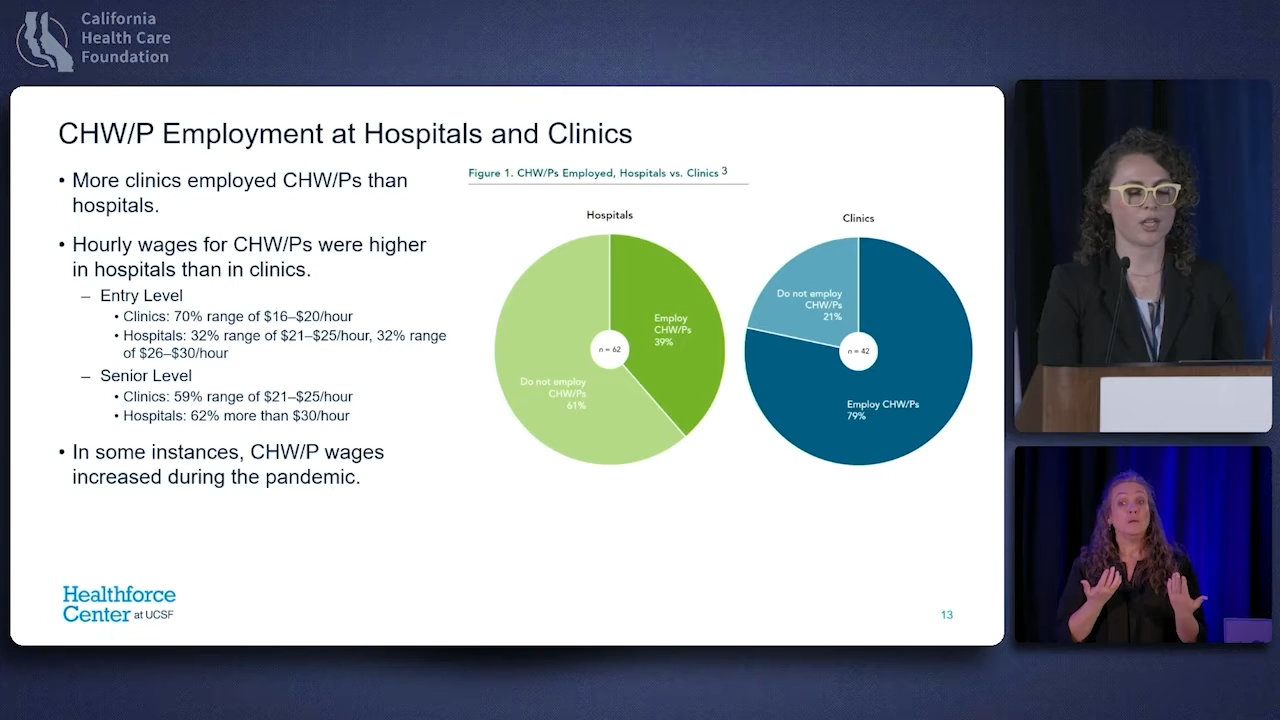 California
Health Care
Foundation
CHW/P Employment at Hospitals and Clinics
• More clinics employed CHW/Ps than
hospitals.
• Hourly wages for CHW/Ps were higher
in hospitals than in clinics.
– Entry Level
• Clinics: 70% range of $16–$20/hour
• Hospitals: 32% range of $21–$25/hour, 32% range
of $26–$30/hour
– Senior Level
• Clinics: 59% range of $21–$25/hour
• Hospitals: 62% more than $30/hour
• In some instances, CHW/P wages
increased during the pandemic.
Figure 1. CHW/Ps Employed, Hospitals vs. Clinics 3
Hospitals
Employ
CHW/Ps
39%
n = 62
Do not employ
CHW/Ps
61%
Clinics
Do not employ
CHW/Ps
21%
n = 42
Employ CHW/Ps
79%
Healthforce
Center at UCSF
13